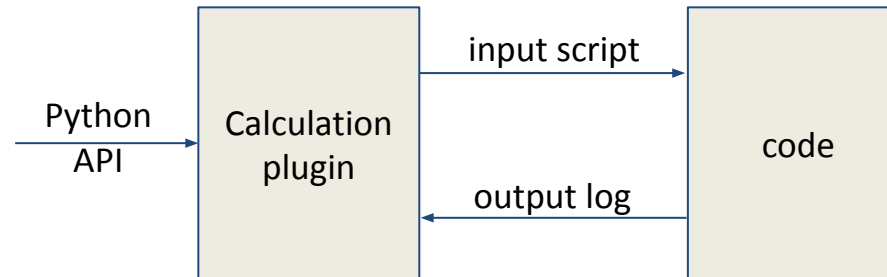 Python
API
Calculation
plugin
input script
output log
code